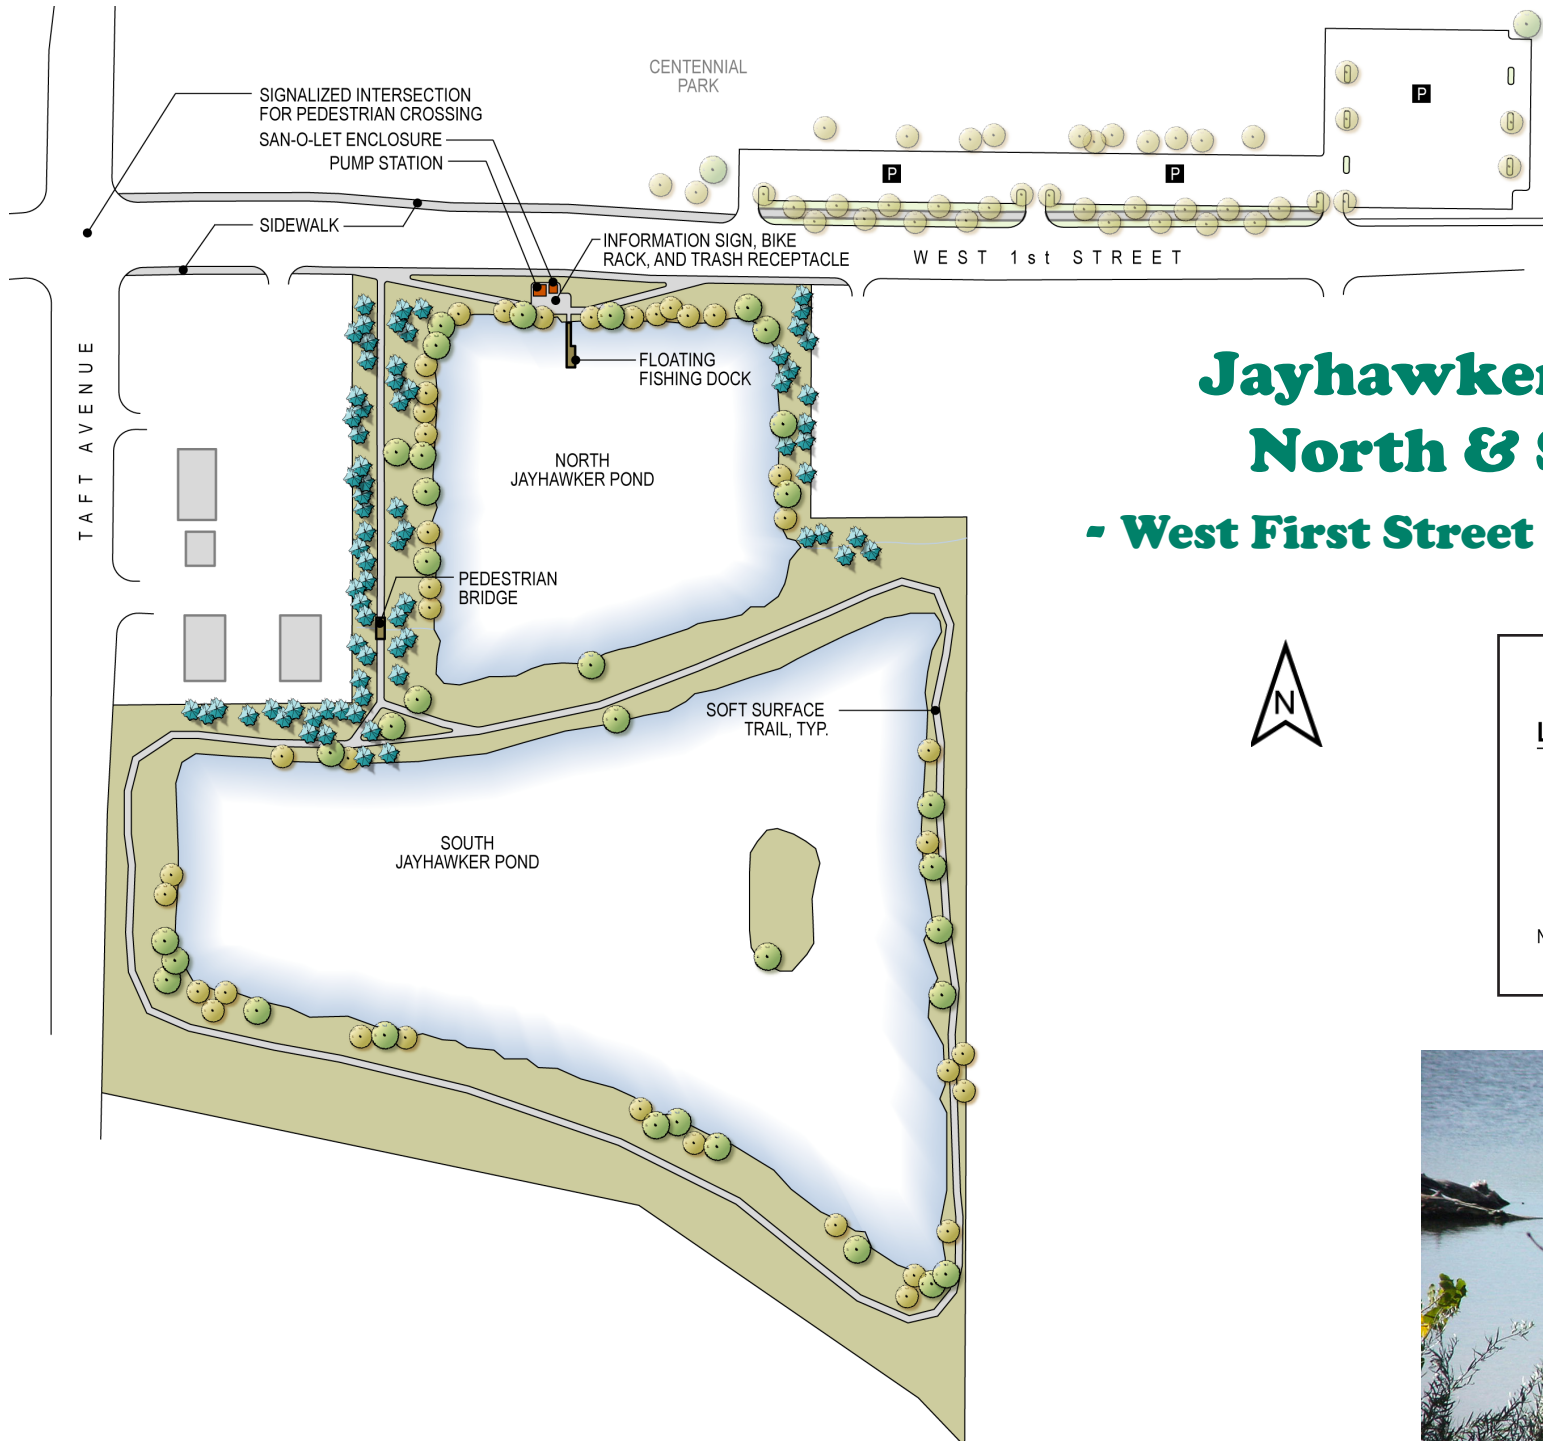 CENTENNIAL
PARK
SIGNALIZED INTERSECTION
FOR PEDESTRIAN CROSSING
SAN-O-LET ENCLOSURE
PUMP STATION
P
P
P
SIDEWALK
INFORMATION SIGN, BIKE
RACK, AND TRASH RECEPTACLE
WEST 1st STREET
TAFT AVENUE
FLOATING
FISHING DOCK
Jayhawker
North & S
- West First Street
NORTH
JAYHAWKER POND
PEDESTRIAN
BRIDGE
N
SOFT SURFACE
TRAIL, TYP.
L
SOUTH
JAYHAWKER POND
N